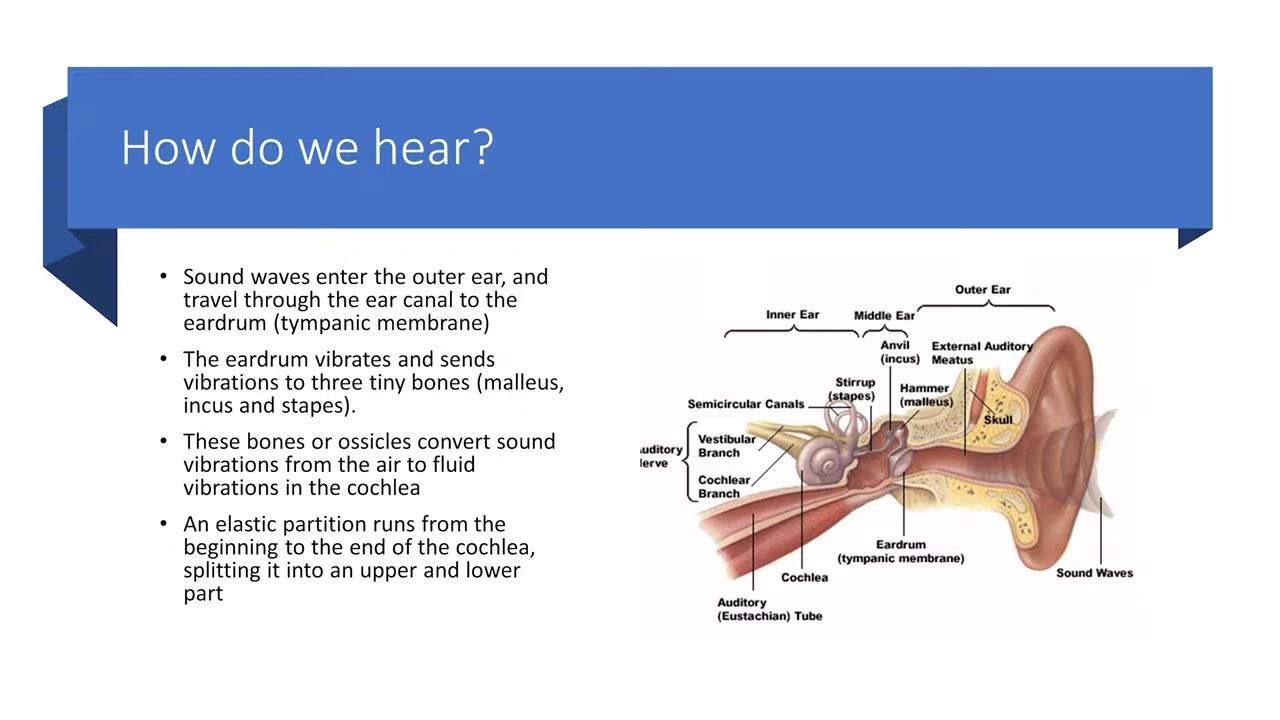 How do we hear?
• Sound waves enter the outer ear, and
travel through the ear canal to the
eardrum (tympanic membrane)
• The eardrum vibrates and sends
vibrations to three tiny bones (malleus,
incus and stapes).
• These bones or ossicles convert sound
vibrations from the air to fluid
vibrations in the cochlea
• An elastic partition runs from the
beginning to the end of the cochlea,
splitting it into an upper and lower
part
Outer Ear
Inner Ear
Middle Ear
Anvil
(incus)
External Auditory
Meatus
Stirrup
(stapes)
Hammer
(malleus)
Semicircular Canals
Skull
uditory
erve
Vestibular
Branch
Cochlear
Branch
Eardrum
(tympanic membrane)
Sound Waves
Cochlea
Auditory
(Eustachian) Tube